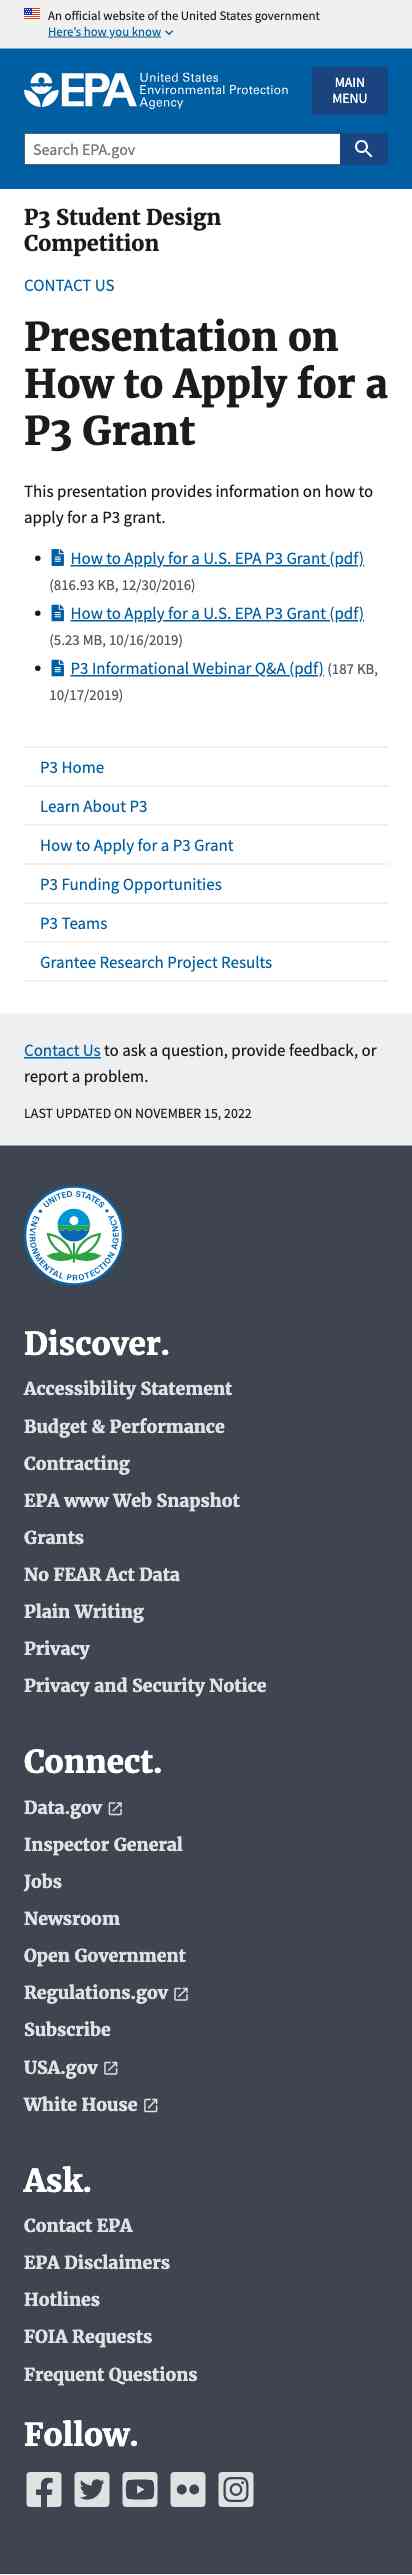 An official website of the United States government
Here's how you know
EPA United States
Environmental Protection
Agency
MAIN
MENU
Search EPA.gov
P3 Student Design
Competition
CONTACT US
Presentation on
How to Apply for a
P3 Grant
This presentation provides information on how to
apply for a P3 grant.
• How to Apply for a U.S. EPA P3 Grant (pdf)
(816.93 KB, 12/30/2016)
• How to Apply for a U.S. EPA P3 Grant (pdf)
(5.23 MB, 10/16/2019)
• P3 Informational Webinar Q&A (pdf) (187 KB,
10/17/2019)
P3 Home
Learn About P3
How to Apply for a P3 Grant
P3 Funding Opportunities
P3 Teams
Grantee Research Project Results
Contact Us to ask a question, provide feedback, or
report a problem.
LAST UPDATED ON NOVEMBER 15, 2022
UNITED STATES
ENVIRONMENTAL PROTECTION AGENCY
Discover.
Accessibility Statement
Budget & Performance
Contracting
EPA www Web Snapshot
Grants
No FEAR Act Data
Plain Writing
Privacy
Privacy and Security Notice
Connect.
Data.gov
Inspector General
Jobs
Newsroom
Open Government
Regulations.gov
Subscribe
USA.gov
White House
Ask.
Contact EPA
EPA Disclaimers
Hotlines
FOIA Requests
Frequent Questions
Follow.